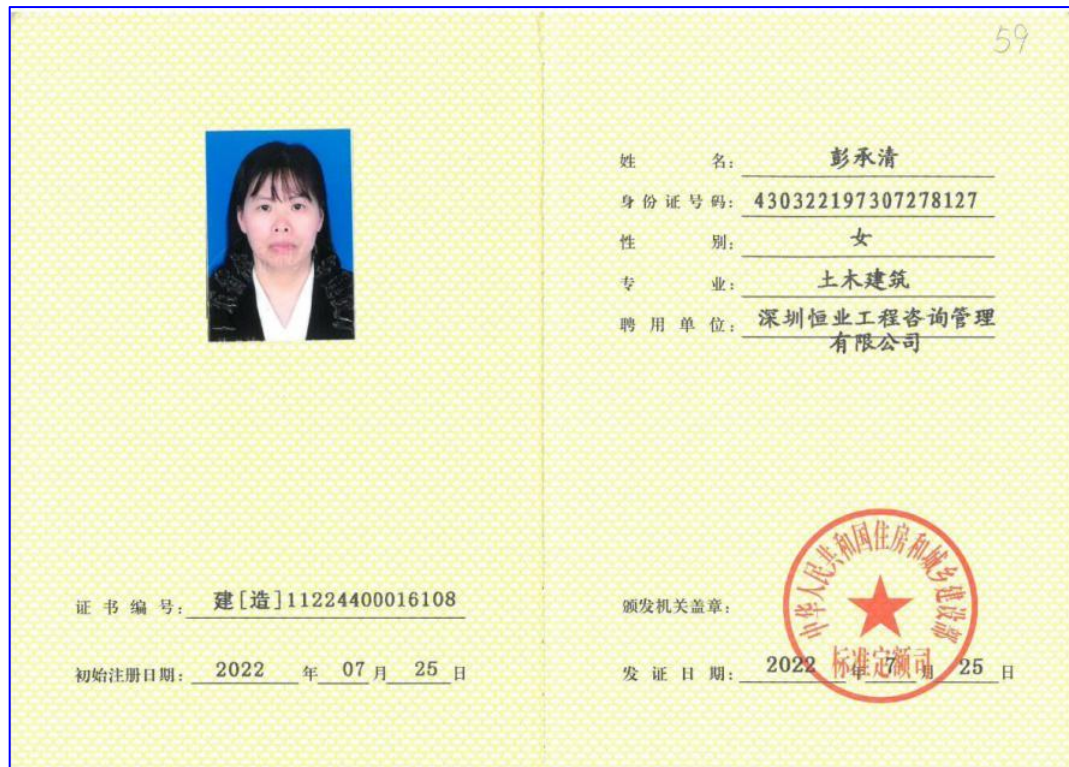 59
姓 名: 彭承清
身份证号码: 430322197307278127
性 别: 女
专 业: 土木建筑
聘用单位: 深圳恒业工程咨询管理
有限公司
证书编号: 建[造]11224400016108
初始注册日期: 2022 年 07 月 25 日
颁发机关盖章:
中华人民共和国住房和城乡建设部
标准定额司
发证日期: 2022 年 7 月 25 日